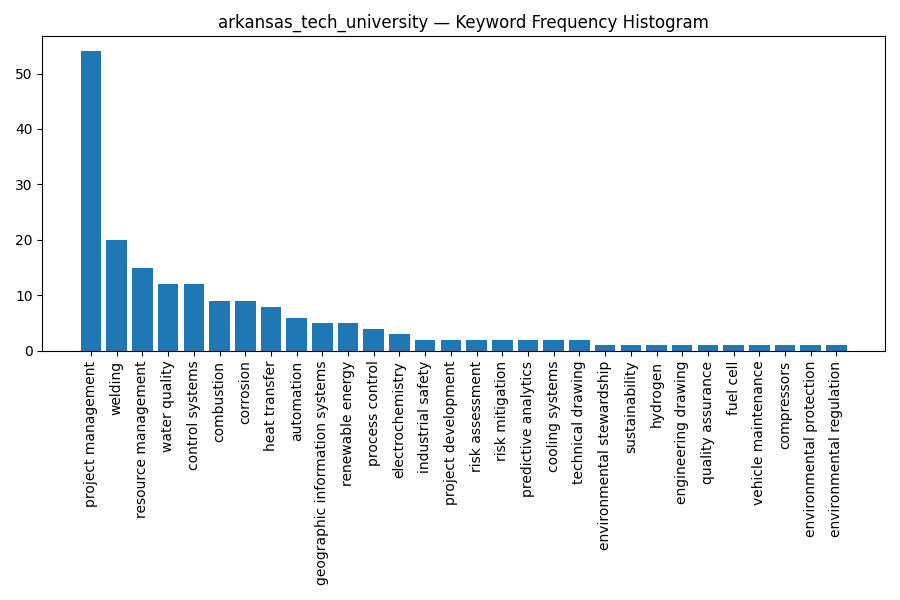 arkansas_tech_university — Keyword Frequency Histogram
50
40
30
20
10
0
project management
welding
resource management
water quality
control systems
combustion
corrosion
heat transfer
automation
geographic information systems
renewable energy
process control
electrochemistry
industrial safety
project development
risk assessment
risk mitigation
predictive analytics
cooling systems
technical drawing
environmental stewardship
sustainability
hydrogen
engineering drawing
quality assurance
fuel cell
vehicle maintenance
compressors
environmental protection
environmental regulation